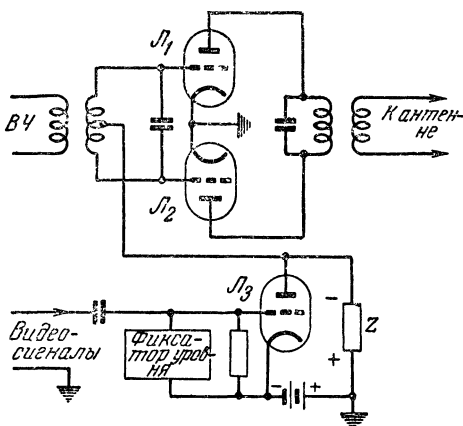 Л1
ВЧ
К антен-
не
Л2
Л3
Видео-
сигналы
Фикса-
тор уров-
ня
Z